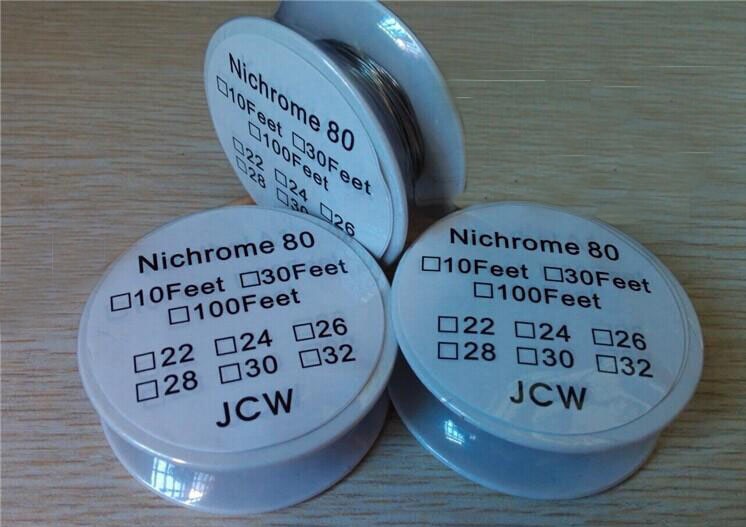 Nichrome 80
☐10Feet ☐30Feet
☐100Feet
☐22 ☐24 ☐26
☐28 ☐30
Nichrome 80
☐10Feet ☐30Feet
☐100Feet
☐22 ☐24 ☐26
☐28 ☐30 ☐32
JCW
Nichrome 80
☐10Feet ☐30Feet
☐100Feet
☐22 ☐24 ☐26
☐28 ☐30 ☐32
JCW